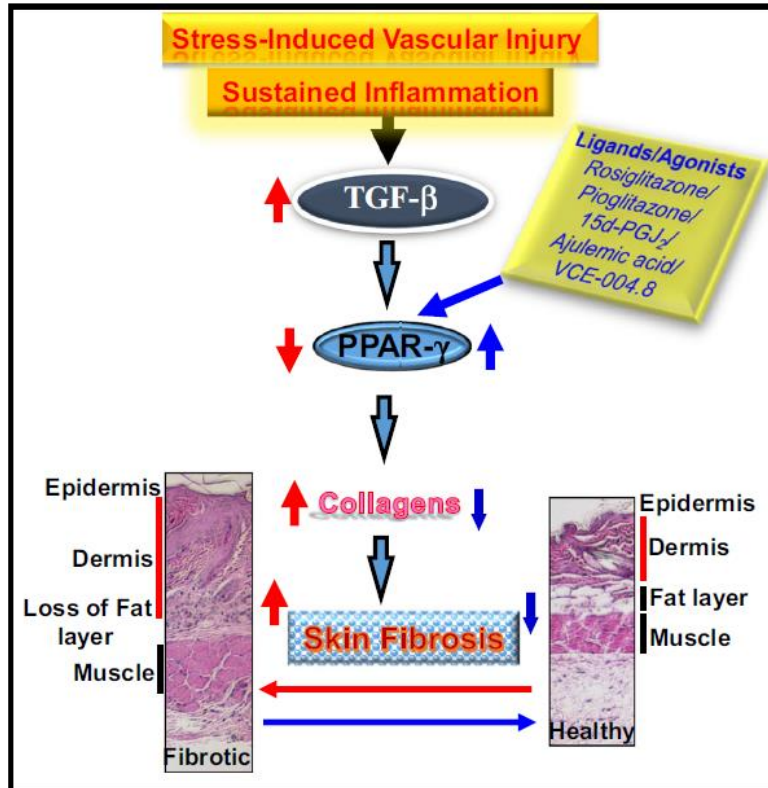 Stress-Induced Vascular Injury
Sustained Inflammation
Ligands/Agonists
Rosiglitazone/
Pioglitazone/
15d-PGJ2/
Ajulemic acid/
VCE-004.8
TGF-β
PPAR-γ
Collagens
Skin Fibrosis
Epidermis
Dermis
Loss of Fat
layer
Muscle
Fibrotic
Epidermis
Dermis
Fat layer
Muscle
Healthy